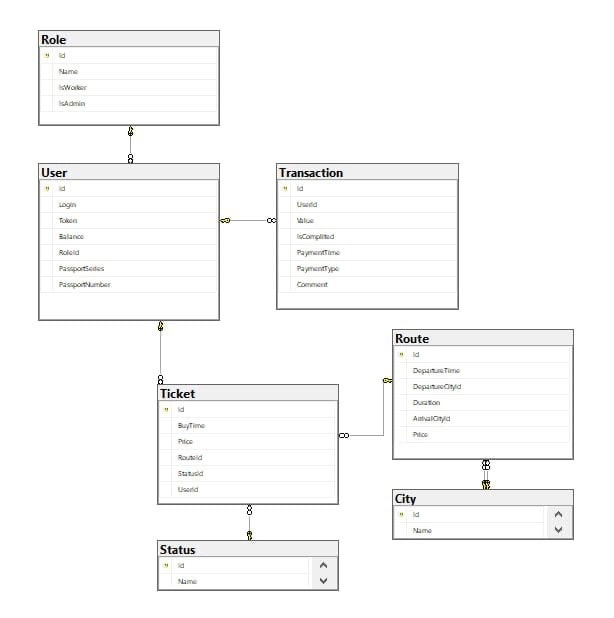 Role
Id
Name
IsWorker
IsAdmin
User
Id
Login
Token
Balance
RoleId
PassportSeries
PassportNumber
Transaction
Id
UserId
Value
IsComplited
PaymentTime
PaymentType
Comment
Route
Id
DepartureTime
DepartureCityId
Duration
ArrivalCityId
Price
Ticket
Id
BuyTime
Price
RouteId
StatusId
UserId
City
Id
Name
Status
Id
Name